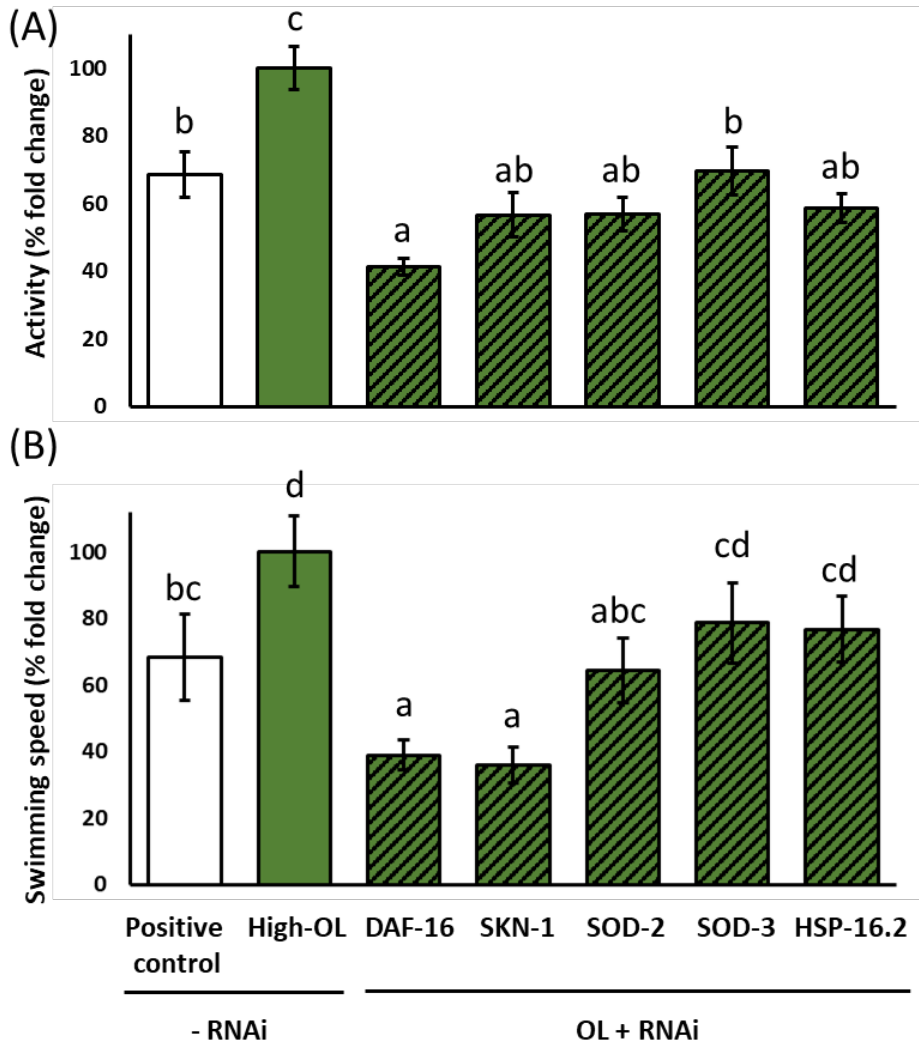 (A)
Activity (% fold change)
100
80
60
40
20
0
b
c
a
ab
ab
b
ab
(B)
Swimming speed (% fold change)
100
80
60
40
20
0
bc
d
a
a
abc
cd
cd
Positive control
High-OL
DAF-16
SKN-1
SOD-2
SOD-3
HSP-16.2
- RNAi
OL + RNAi